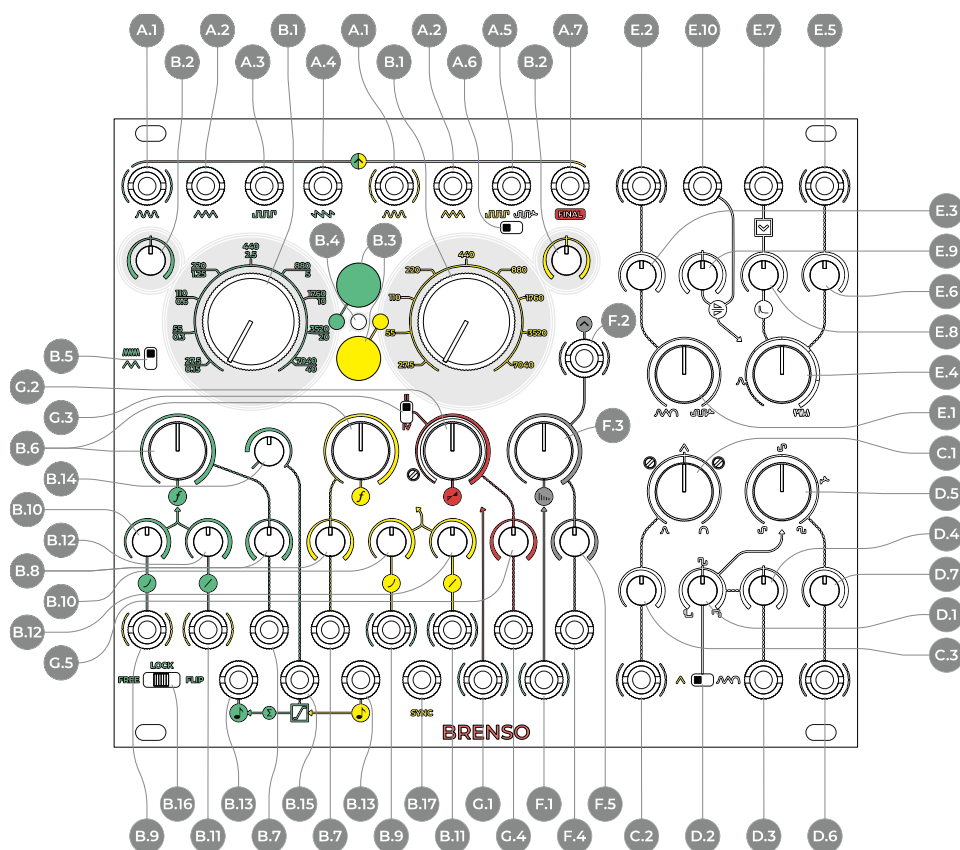 A.1 A.2 B.1 A.1 A.2 A.5 A.7 E.2 E.10 E.7 E.5
B.2 A.3 A.4 B.1 A.6 B.2
FINAL
E.3
B.4 B.3
E.9
440
2.5
220
1.25
880
5
110
0.6
1760
10
55
0.3
3520
20
27.5
0.15
7040
40
440
220
880
110
1760
55
3520
27.5
7040
E.6
F.2
E.8
B.5
E.4
G.2
G.3
E.1
F.3
B.6
C.1
B.14
D.5
f
f
B.10
D.4
B.12
B.8
D.7
B.10
D.1
B.12
C.3
G.5
LOCK
FREE FLIP
Σ
SYNC
BRENSO
B.16 B.13 B.15 B.13 B.17 G.1 F.1 F.5
B.9 B.11 B.7 B.7 B.9 B.11 G.4 F.4 C.2 D.2 D.3 D.6